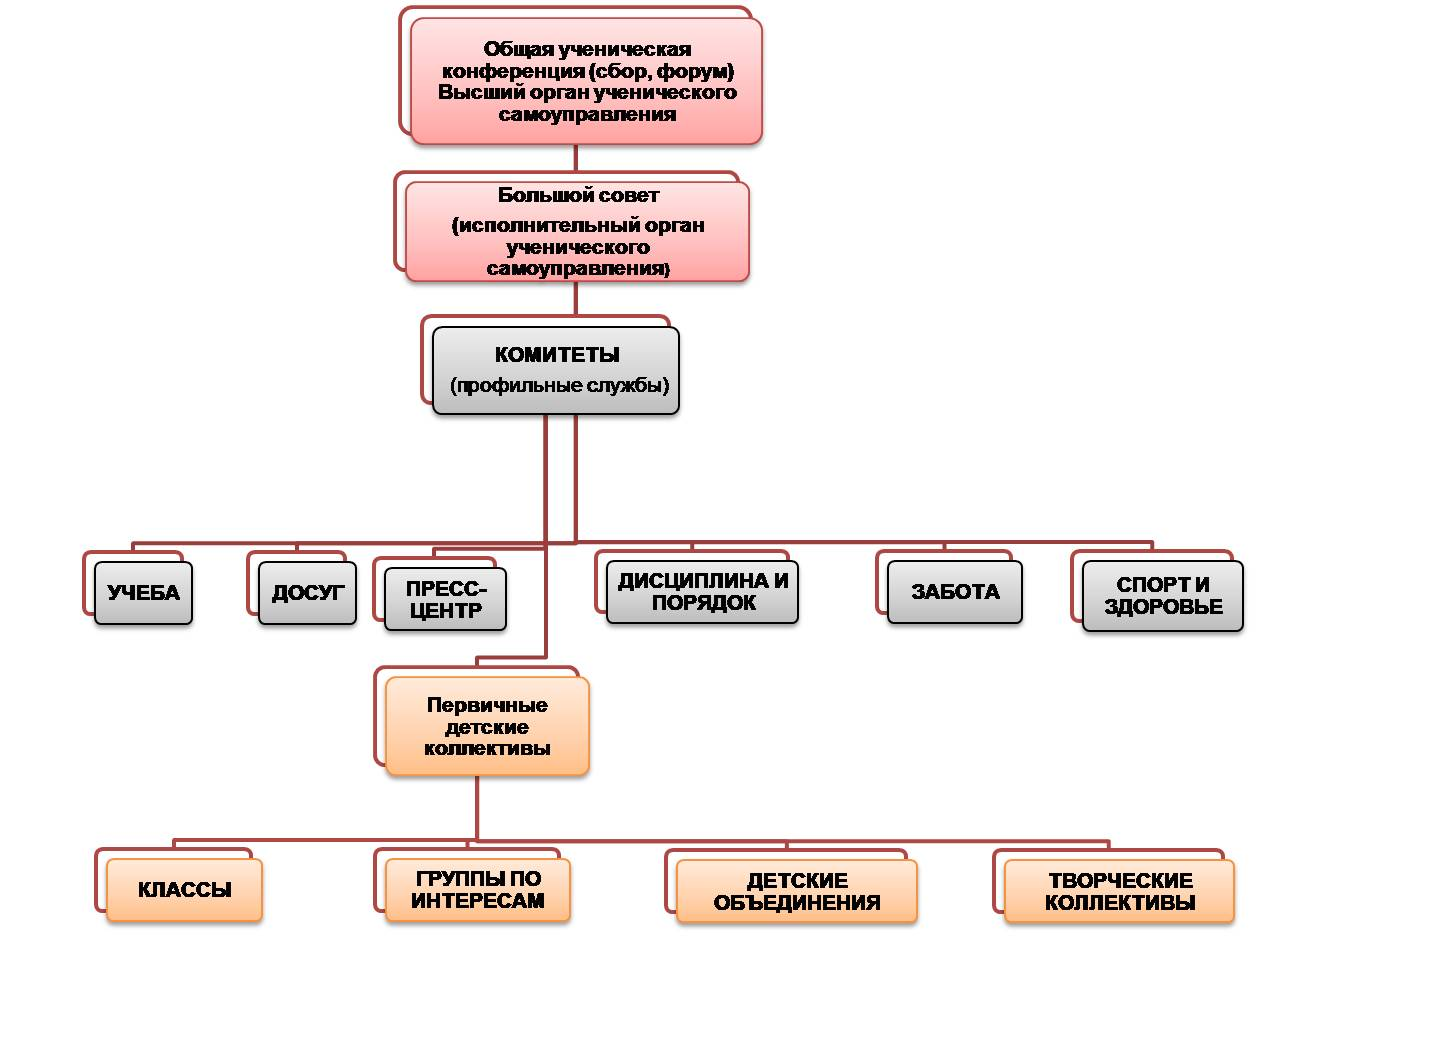 Общая ученическая
конференция (сбор, форум)
Высший орган ученического
самоуправления
Большой совет
(исполнительный орган
ученического
самоуправления)
КОМИТЕТЫ
(профильные службы)
УЧЕБА
ДОСУГ
ПРЕСС-
ЦЕНТР
ДИСЦИПЛИНА И
ПОРЯДОК
ЗАБОТА
СПОРТ И
ЗДОРОВЬЕ
Первичные
детские
коллективы
КЛАССЫ
ГРУППЫ ПО
ИНТЕРЕСАМ
ДЕТСКИЕ
ОБЪЕДИНЕНИЯ
ТВОРЧЕСКИЕ
КОЛЛЕКТИВЫ